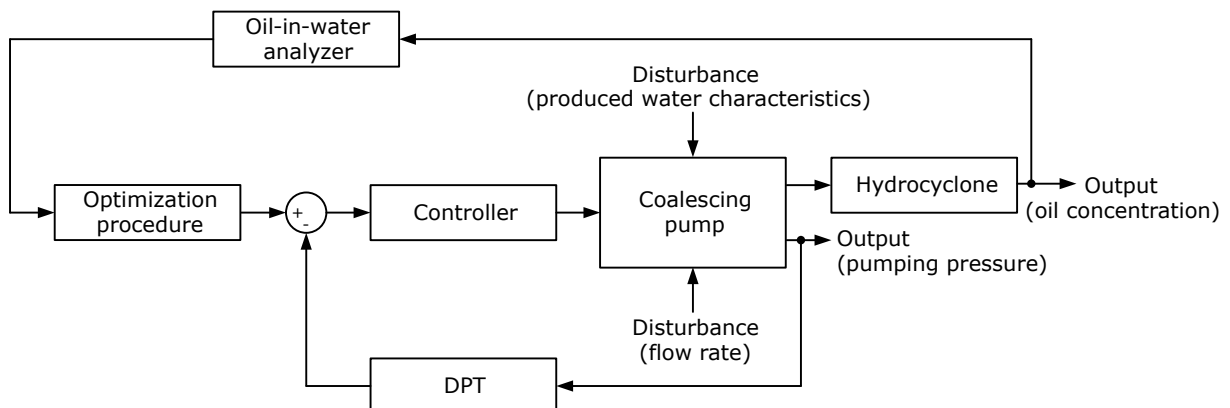 Oil-in-water
analyzer
Disturbance
(produced water characteristics)
Optimization
procedure
+
-
Controller
Coalescing
pump
Hydrocyclone
Output
(oil concentration)
Output
(pumping pressure)
Disturbance
(flow rate)
DPT